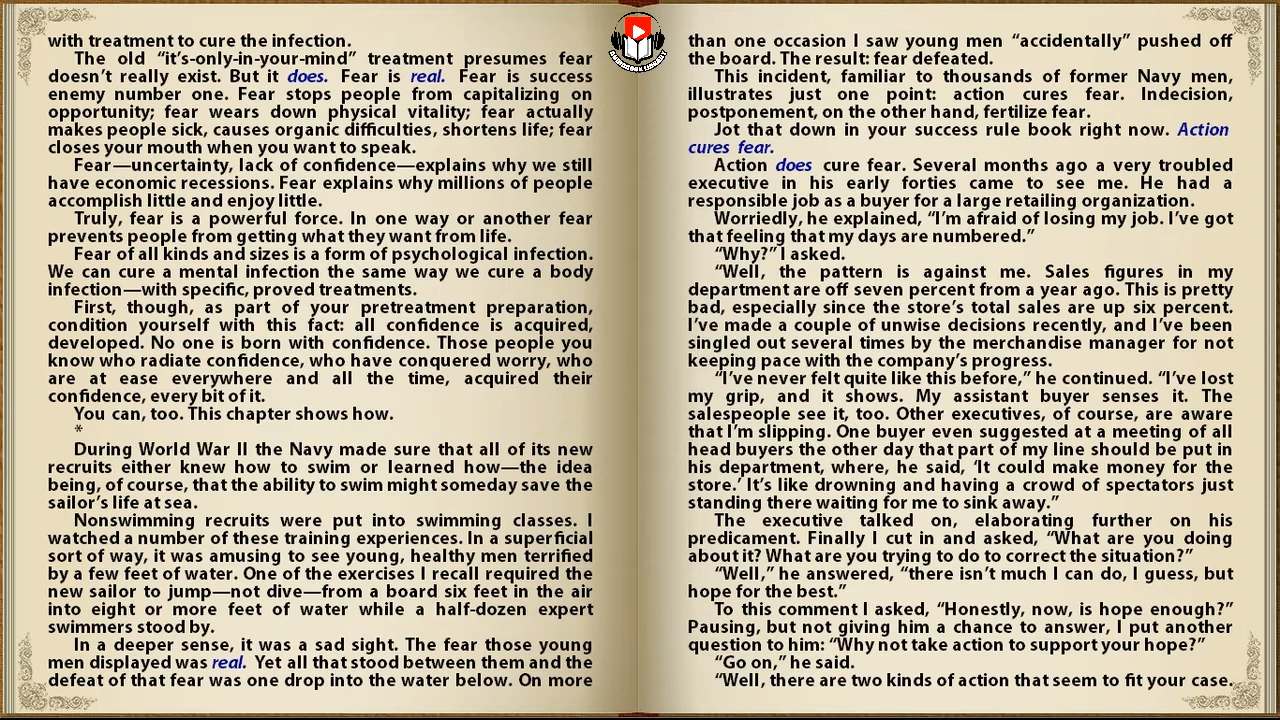 with treatment to cure the infection.
The old “it’s-only-in-your-mind” treatment presumes fear
doesn’t really exist. But it does. Fear is real. Fear is success
enemy number one. Fear stops people from capitalizing on
opportunity; fear wears down physical vitality; fear actually
makes people sick, causes organic difficulties, shortens life; fear
closes your mouth when you want to speak.
Fear—uncertainty, lack of confidence—explains why we still
have economic recessions. Fear explains why millions of people
accomplish little and enjoy little.
Truly, fear is a powerful force. In one way or another fear
prevents people from getting what they want from life.
Fear of all kinds and sizes is a form of psychological infection.
We can cure a mental infection the same way we cure a body
infection—with specific, proved treatments.
First, though, as part of your pretreatment preparation,
condition yourself with this fact: all confidence is acquired,
developed. No one is born with confidence. Those people you
know who radiate confidence, who have conquered worry, who
are at ease everywhere and all the time, acquired their
confidence, every bit of it.
You can, too. This chapter shows how.
*
During World War II the Navy made sure that all of its new
recruits either knew how to swim or learned how—the idea
being, of course, that the ability to swim might someday save the
sailor’s life at sea.
Nonswimming recruits were put into swimming classes. I
watched a number of these training experiences. In a superficial
sort of way, it was amusing to see young, healthy men terrified
by a few feet of water. One of the exercises I recall required the
new sailor to jump—not dive—from a board six feet in the air
into eight or more feet of water while a half-dozen expert
swimmers stood by.
In a deeper sense, it was a sad sight. The fear those young
men displayed was real. Yet all that stood between them and the
defeat of that fear was one drop into the water below. On more
than one occasion I saw young men “accidentally” pushed off
the board. The result: fear defeated.
This incident, familiar to thousands of former Navy men,
illustrates just one point: action cures fear. Indecision,
postponement, on the other hand, fertilize fear.
Jot that down in your success rule book right now. Action
cures fear.
Action does cure fear. Several months ago a very troubled
executive in his early forties came to see me. He had a
responsible job as a buyer for a large retailing organization.
Worriedly, he explained, “I’m afraid of losing my job. I’ve got
that feeling that my days are numbered.”
“Why?” I asked.
“Well, the pattern is against me. Sales figures in my
department are off seven percent from a year ago. This is pretty
bad, especially since the store’s total sales are up six percent.
I’ve made a couple of unwise decisions recently, and I’ve been
singled out several times by the merchandise manager for not
keeping pace with the company’s progress.
“I’ve never felt quite like this before,” he continued. “I’ve lost
my grip, and it shows. My assistant buyer senses it. The
salespeople see it, too. Other executives, of course, are aware
that I’m slipping. One buyer even suggested at a meeting of all
head buyers the other day that part of my line should be put in
his department, where, he said, ‘It could make money for the
store.’ It’s like drowning and having a crowd of spectators just
standing there waiting for me to sink away.”
The executive talked on, elaborating further on his
predicament. Finally I cut in and asked, “What are you doing
about it? What are you trying to do to correct the situation?”
“Well,” he answered, “there isn’t much I can do, I guess, but
hope for the best.”
To this comment I asked, “Honestly, now, is hope enough?”
Pausing, but not giving him a chance to answer, I put another
question to him: “Why not take action to support your hope?”
“Go on,” he said.
“Well, there are two kinds of action that seem to fit your case.